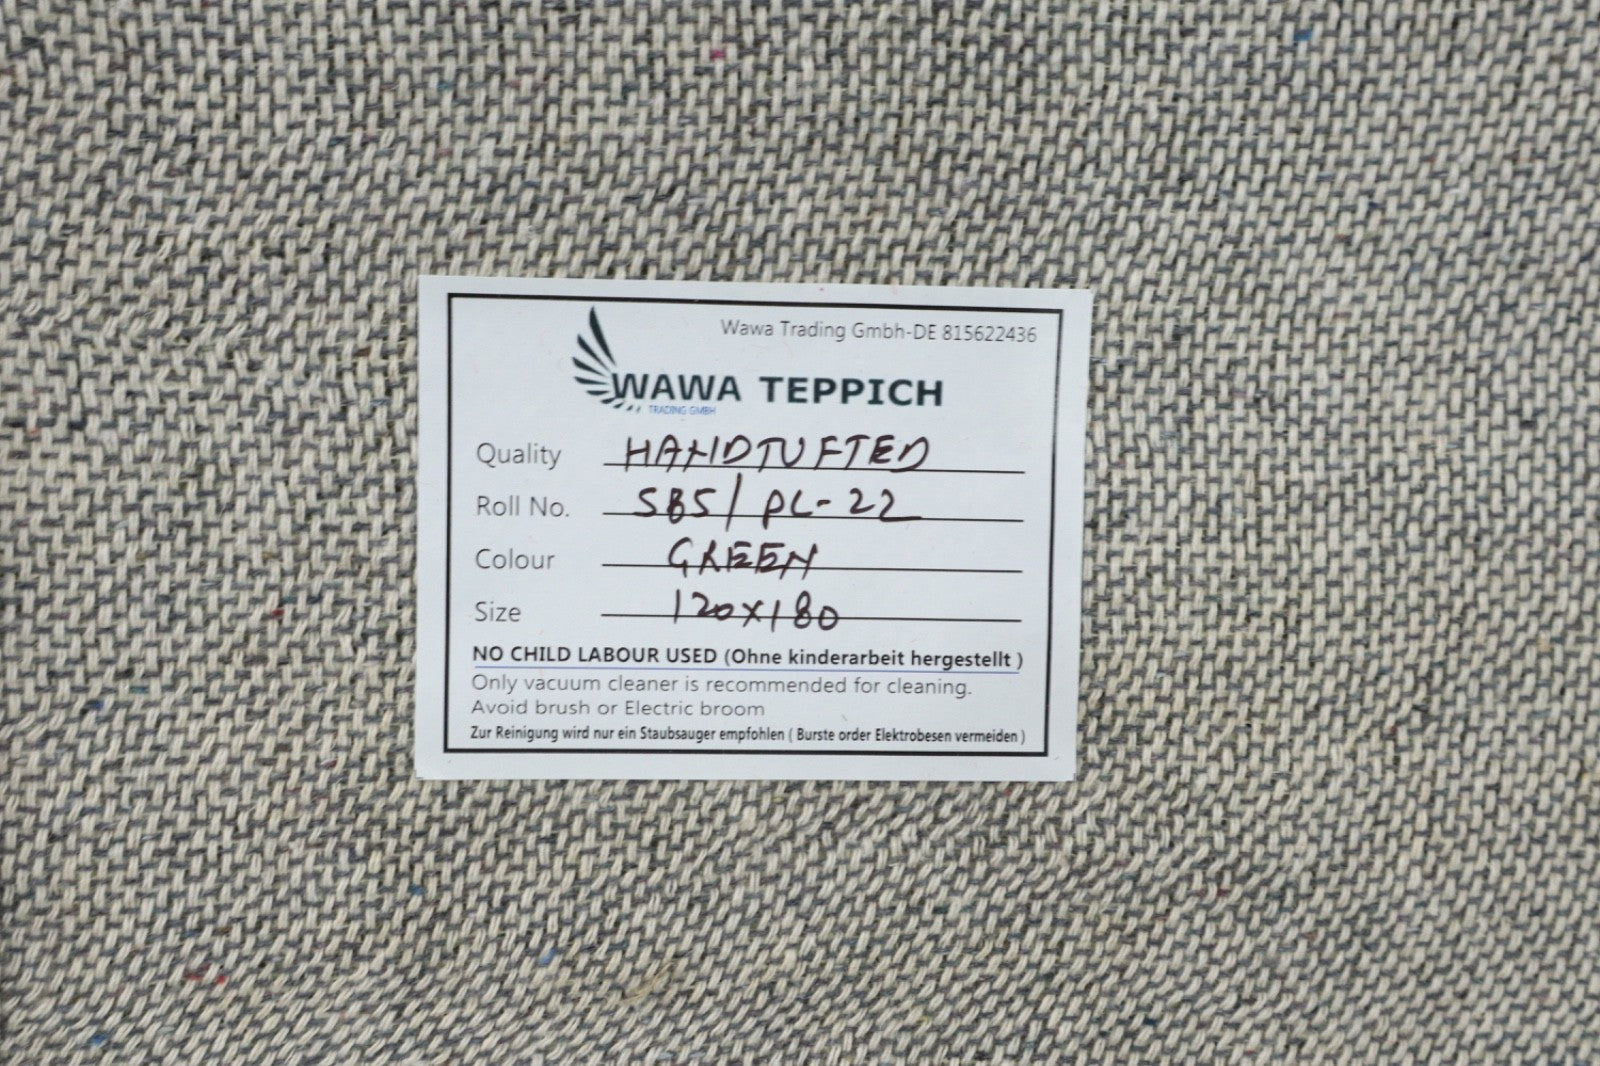 Wawa Trading Gmbh-DE 815622436
WAWA TEPPICH
TRADING GMBH
Quality HANDTUFTED
Roll No. SBS/PL-22
Colour GREEN
Size 120x180
NO CHILD LABOUR USED (Ohne kinderarbeit hergestellt )
Only vacuum cleaner is recommended for cleaning.
Avoid brush or Electric broom
Zur Reinigung wird nur ein Staubsauger empfohlen ( Burste order Elektrobesen vermeiden )